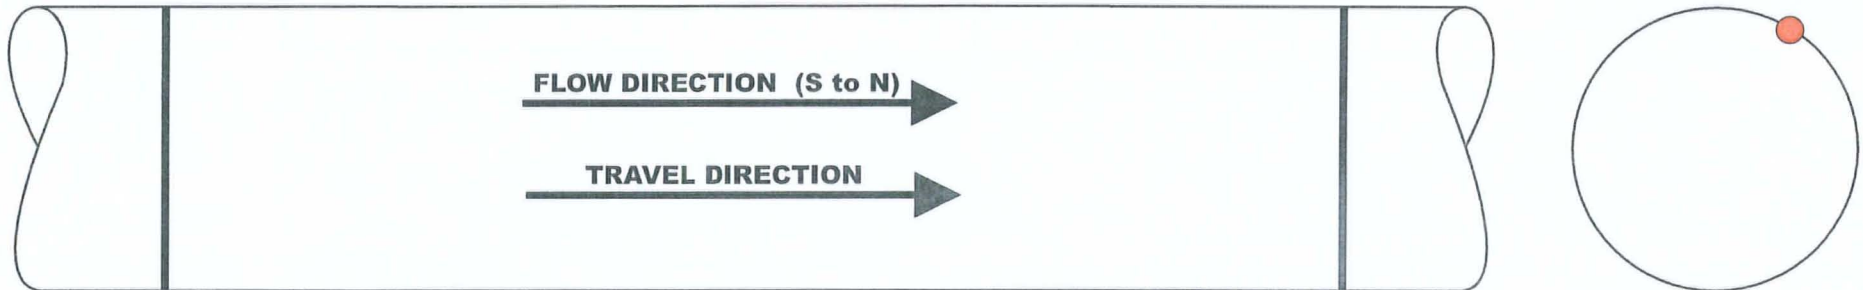 FLOW DIRECTION (S to N)
TRAVEL DIRECTION